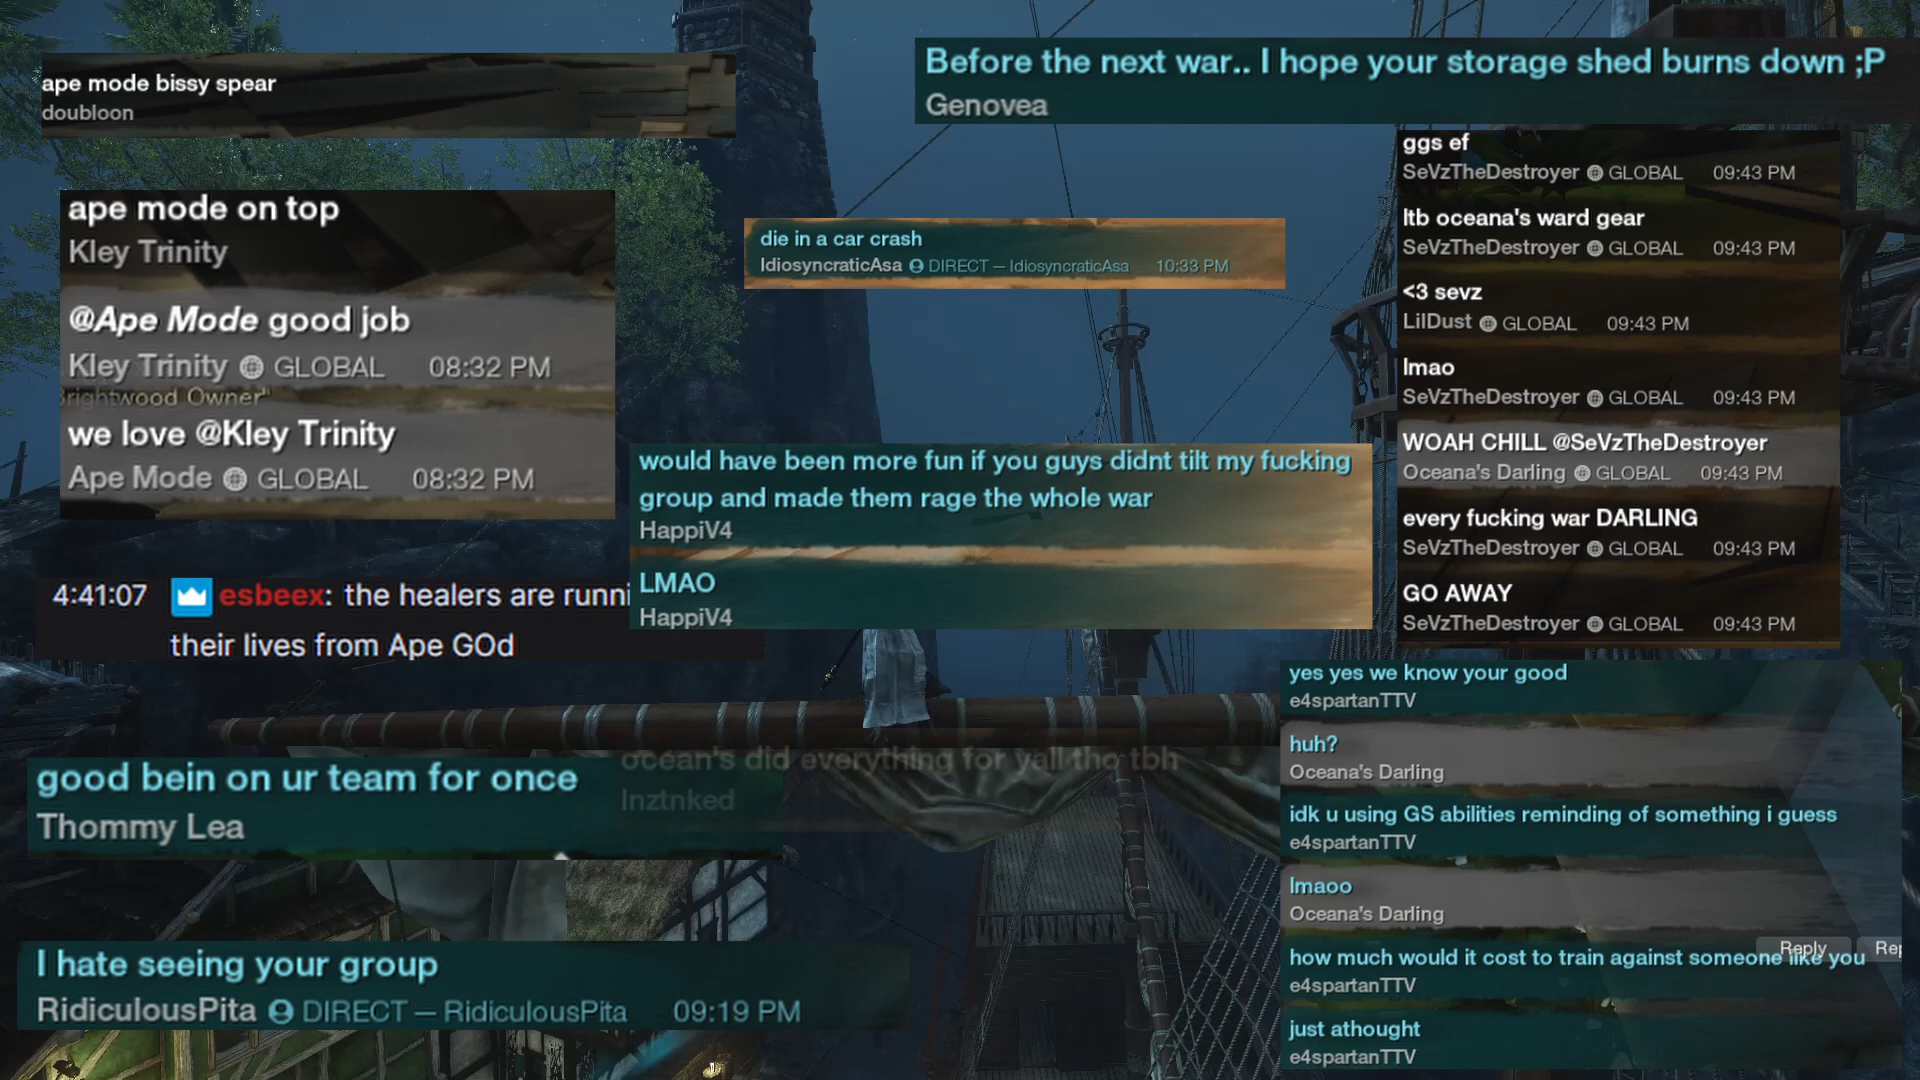 ape mode bissy spear
doubloon
Before the next war.. I hope your storage shed burns down ;P
Genovea
ape mode on top
Kley Trinity
@Ape Mode good job
Kley Trinity GLOBAL 08:32 PM
Brightwood Owner"
we love @Kley Trinity
Ape Mode GLOBAL 08:32 PM
die in a car crash
IdiosyncraticAsa DIRECT — IdiosyncraticAsa 10:33 PM
ggs ef
SeVzTheDestroyer GLOBAL 09:43 PM
ltb oceana's ward gear
SeVzTheDestroyer GLOBAL 09:43 PM
<3 sevz
LilDust GLOBAL 09:43 PM
lmao
SeVzTheDestroyer GLOBAL 09:43 PM
WOAH CHILL @SeVzTheDestroyer
Oceana's Darling GLOBAL 09:43 PM
every fucking war DARLING
SeVzTheDestroyer GLOBAL 09:43 PM
GO AWAY
SeVzTheDestroyer GLOBAL 09:43 PM
would have been more fun if you guys didnt tilt my fucking
group and made them rage the whole war
HappiV4
LMAO
HappiV4
4:41:07 esbeex: the healers are runni
their lives from Ape GOd
good bein on ur team for once
Thommy Lea
ocean's did everything for yall tho tbh
Inztnked
I hate seeing your group
RidiculousPita DIRECT — RidiculousPita 09:19 PM
yes yes we know your good
e4spartanTTV
huh?
Oceana's Darling
idk u using GS abilities reminding of something i guess
e4spartanTTV
lmaoo
Oceana's Darling
Reply Rep
how much would it cost to train against someone like you
e4spartanTTV
just athought
e4spartanTTV